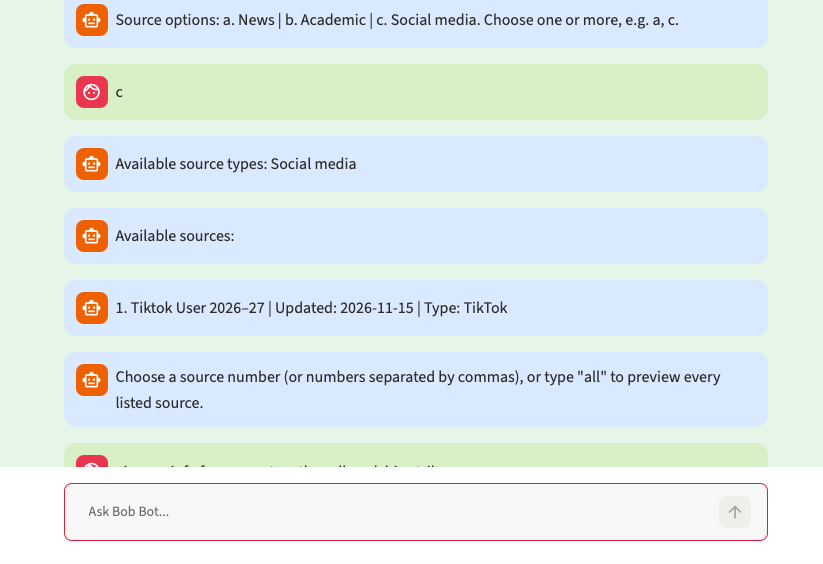 Source options: a. News | b. Academic | c. Social media. Choose one or more, e.g. a, c.
c
Available source types: Social media
Available sources:
1. Tiktok User 2026–27 | Updated: 2026-11-15 | Type: TikTok
Choose a source number (or numbers separated by commas), or type "all" to preview every
listed source.
Ask Bob Bot...